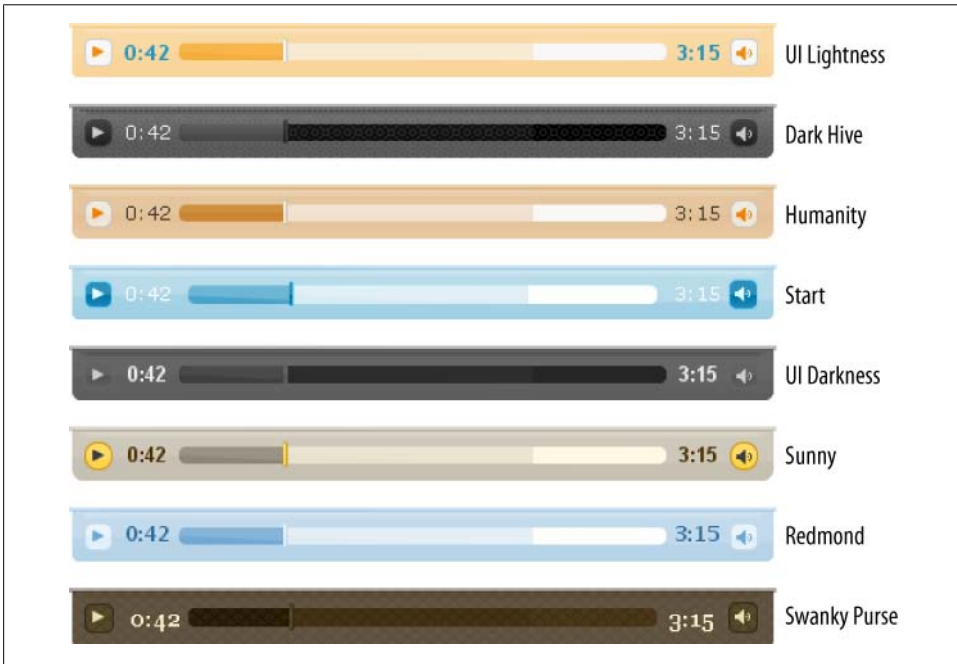 0:42 3:15 UI Lightness
0:42 3:15 Dark Hive
0:42 3:15 Humanity
0:42 3:15 Start
0:42 3:15 UI Darkness
0:42 3:15 Sunny
0:42 3:15 Redmond
0:42 3:15 Swanky Purse